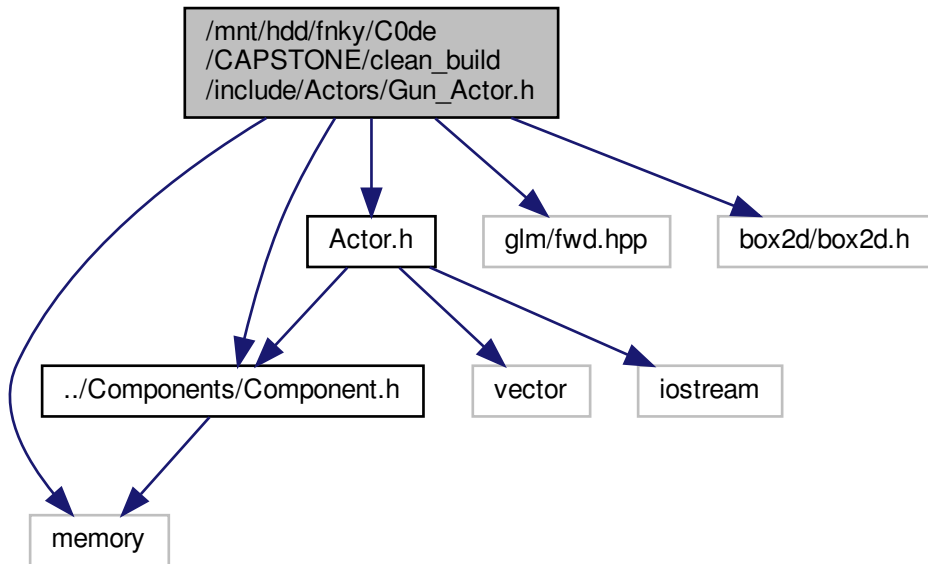 /mnt/hdd/fnky/C0de
/CAPSTONE/clean_build
/include/Actors/Gun_Actor.h
Actor.h
glm/fwd.hpp
box2d/box2d.h
../Components/Component.h
vector
iostream
memory